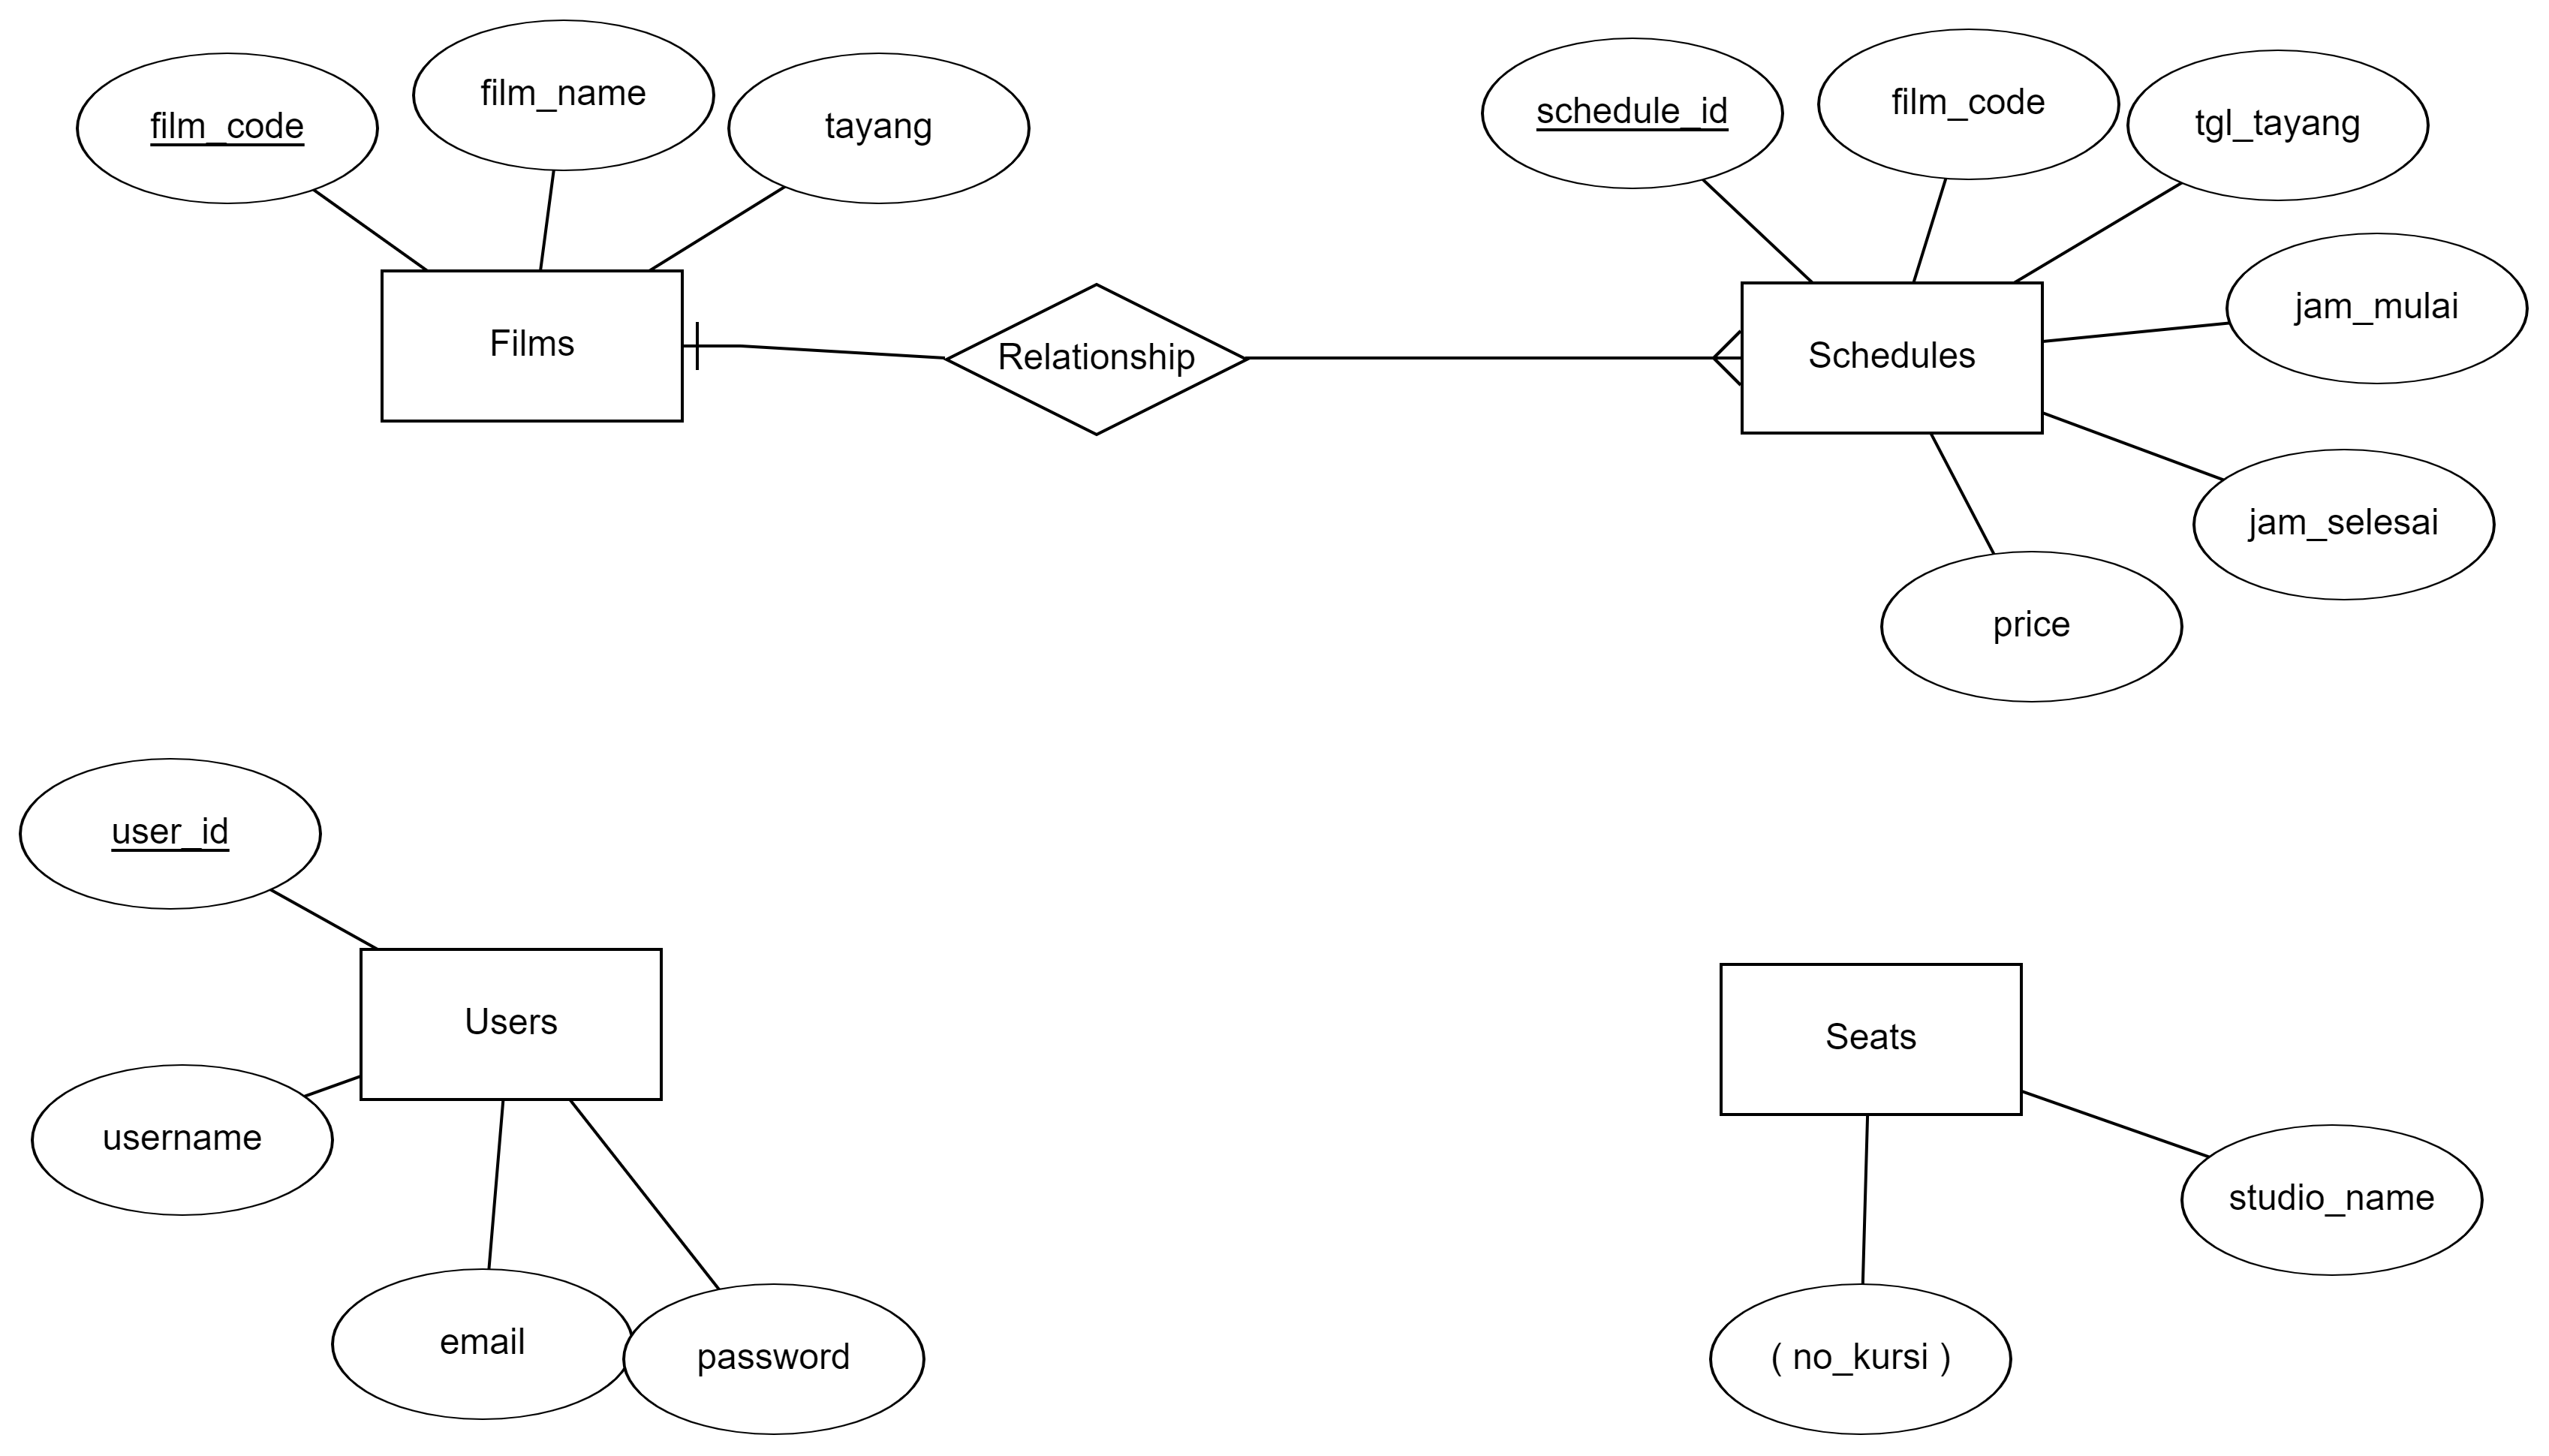 film_code
film_name
tayang
schedule_id
film_code
tgl_tayang
jam_mulai
Films
Relationship
Schedules
jam_selesai
price
user_id
Users
Seats
username
studio_name
email
password
( no_kursi )